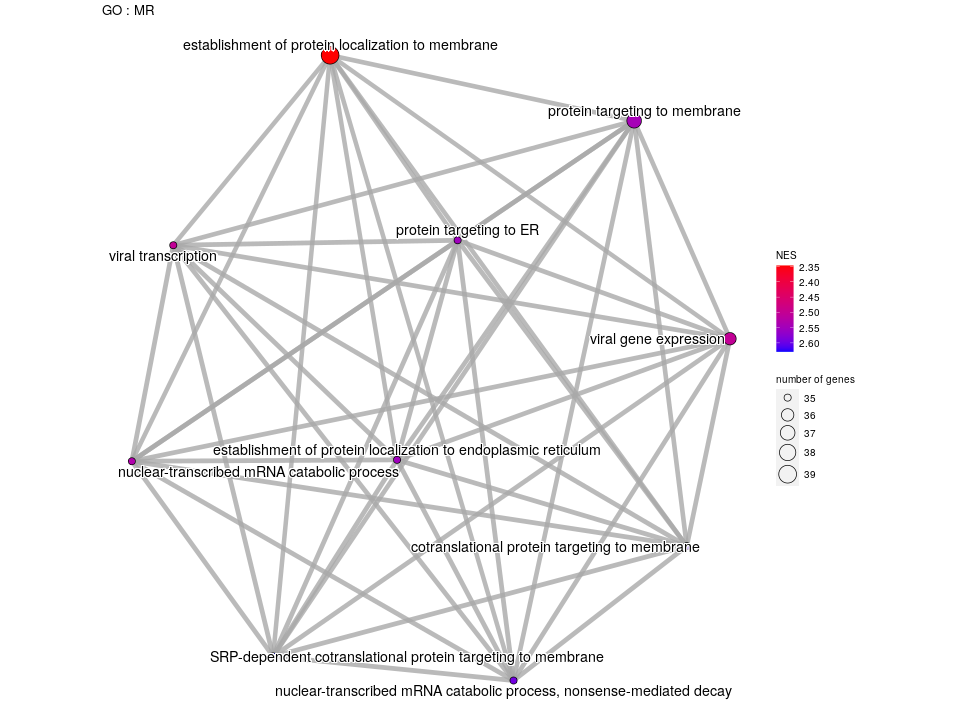 GO : MR
establishment of protein localization to membrane
protein targeting to membrane
protein targeting to ER
viral transcription
NES
2.35
2.40
2.45
2.50
2.55
2.60
viral gene expression
number of genes
35
36
37
38
39
establishment of protein localization to endoplasmic reticulum
nuclear-transcribed mRNA catabolic process
cotranslational protein targeting to membrane
SRP-dependent cotranslational protein targeting to membrane
nuclear-transcribed mRNA catabolic process, nonsense-mediated decay